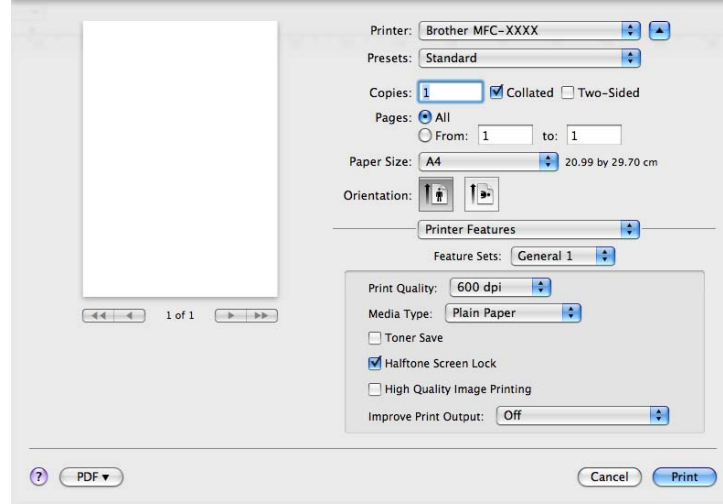 Printer: Brother MFC-XXXX
Presets: Standard
Copies: 1 Collated Two-Sided
Pages: All
From: 1 to: 1
Paper Size: A4 20.99 by 29.70 cm
Orientation:
Printer Features
Feature Sets: General 1
Print Quality: 600 dpi
Media Type: Plain Paper
1 of 1
Toner Save
Halftone Screen Lock
High Quality Image Printing
Improve Print Output: Off
? PDF Cancel Print